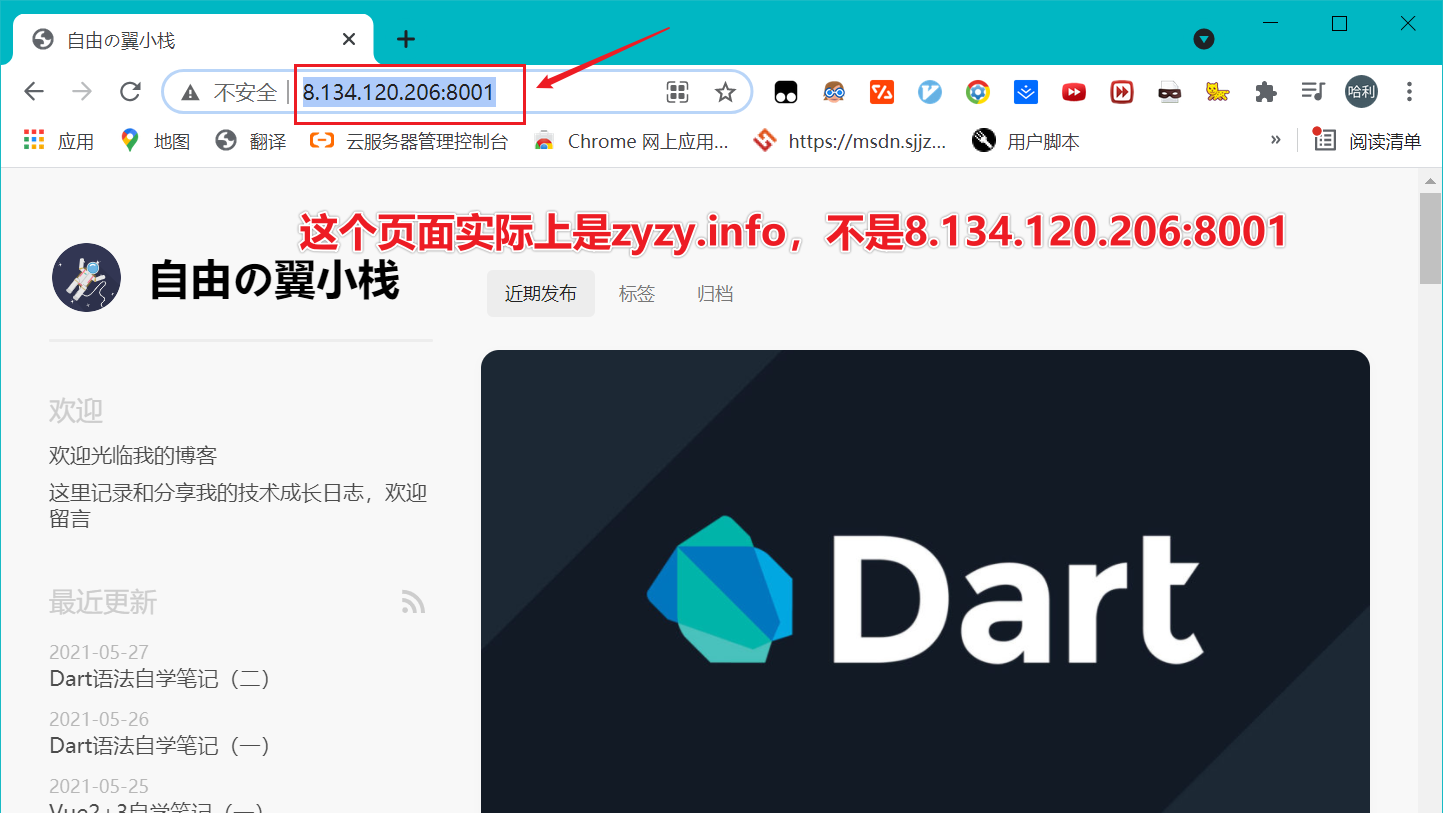 自由の翼小栈
不安全 8.134.120.206:8001
哈利
应用 地图 翻译 云服务器管理控制台 Chrome 网上应用... https://msdn.sjjz... 用户脚本 » 阅读清单
这个页面实际上是zyzy.info，不是8.134.120.206:8001
自由の翼小栈
近期发布 标签 归档
欢迎
欢迎光临我的博客
这里记录和分享我的技术成长日志，欢迎
留言
最近更新
2021-05-27
Dart语法自学笔记（二）
2021-05-26
Dart语法自学笔记（一）
2021-05-25
Vue2+3自学笔记（一）
Dart